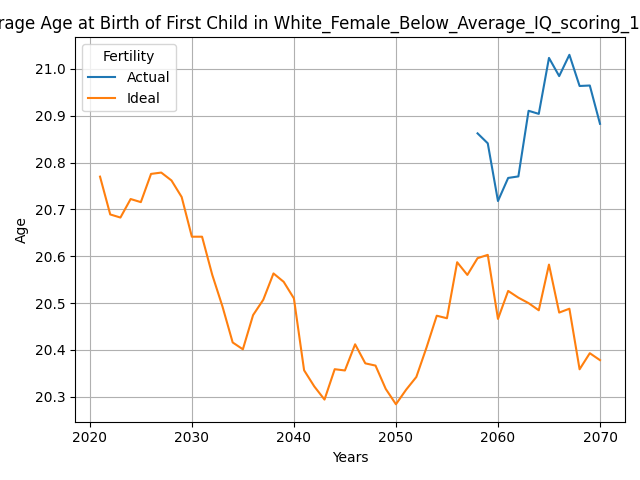 rage Age at Birth of First Child in White_Female_Below_Average_IQ_scoring_1
Fertility
Actual
Ideal
21.0
20.9
20.8
20.7
20.6
20.5
20.4
20.3
Age
2020 2030 2040 2050 2060 2070
Years